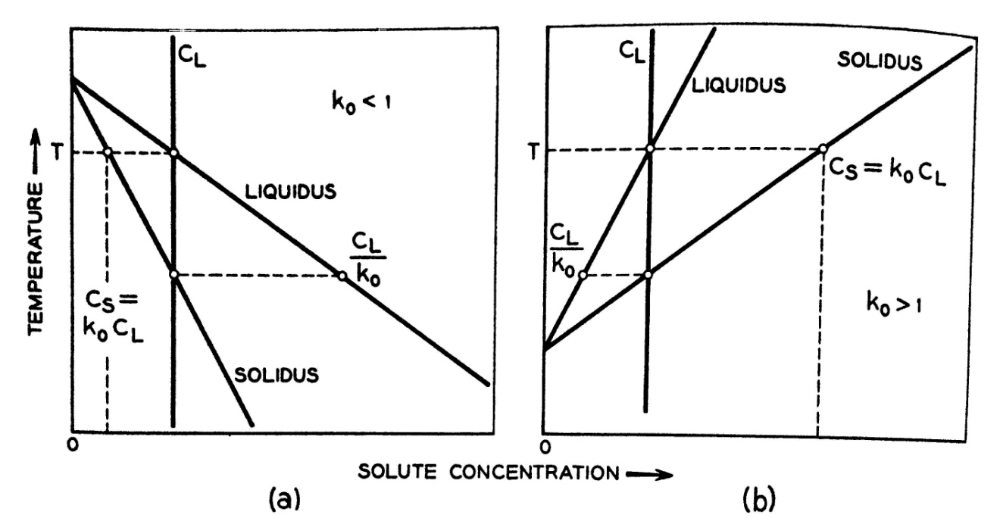 C_L
k₀ < 1
T
LIQUIDUS
C_L
k₀
C_S =
k₀ C_L
SOLIDUS
0
TEMPERATURE
(a)
C_L
LIQUIDUS
SOLIDUS
T
C_S = k₀ C_L
C_L
k₀
k₀ > 1
0
SOLUTE CONCENTRATION
(b)